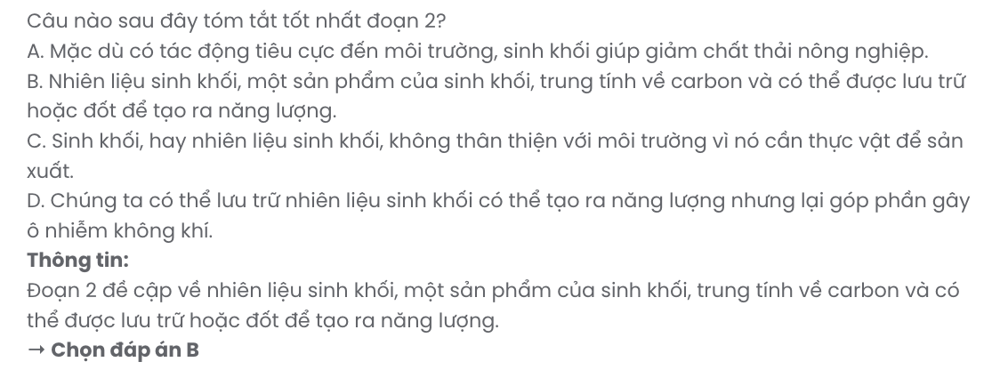 Câu nào sau đây tóm tắt tốt nhất đoạn 2?
A. Mặc dù có tác động tiêu cực đến môi trường, sinh khối giúp giảm chất thải nông nghiệp.
B. Nhiên liệu sinh khối, một sản phẩm của sinh khối, trung tính về carbon và có thể được lưu trữ
hoặc đốt để tạo ra năng lượng.
C. Sinh khối, hay nhiên liệu sinh khối, không thân thiện với môi trường vì nó cần thực vật để sản
xuất.
D. Chúng ta có thể lưu trữ nhiên liệu sinh khối có thể tạo ra năng lượng nhưng lại góp phần gây
ô nhiễm không khí.
Thông tin:
Đoạn 2 đề cập về nhiên liệu sinh khối, một sản phẩm của sinh khối, trung tính về carbon và có
thể được lưu trữ hoặc đốt để tạo ra năng lượng.
→ Chọn đáp án B